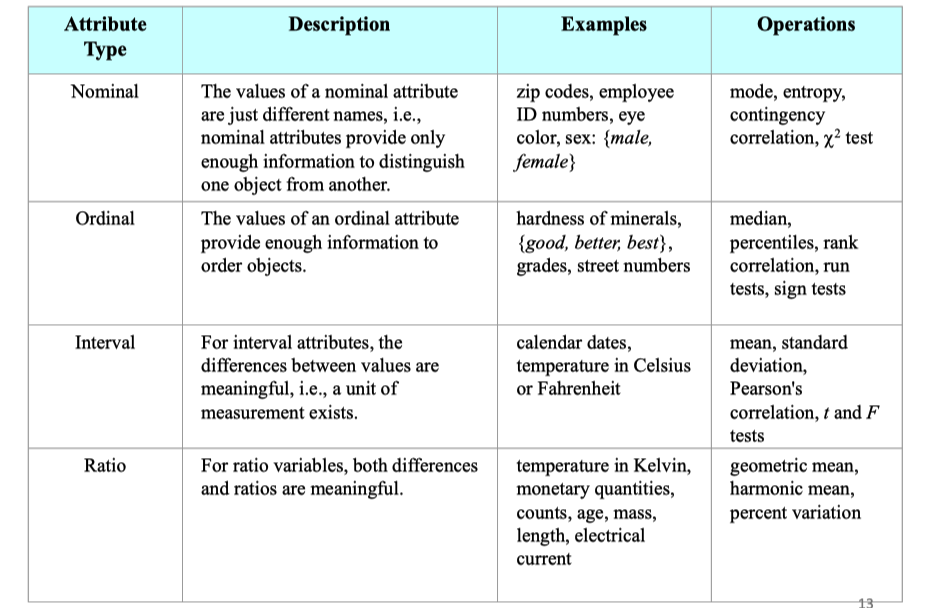 Attribute Type
Description
Examples
Operations
Nominal
The values of a nominal attribute
are just different names, i.e.,
nominal attributes provide only
enough information to distinguish
one object from another.
zip codes, employee
ID numbers, eye
color, sex: {male,
female}
mode, entropy,
contingency
correlation, χ² test
Ordinal
The values of an ordinal attribute
provide enough information to
order objects.
hardness of minerals,
{good, better, best},
grades, street numbers
median,
percentiles, rank
correlation, run
tests, sign tests
Interval
For interval attributes, the
differences between values are
meaningful, i.e., a unit of
measurement exists.
calendar dates,
temperature in Celsius
or Fahrenheit
mean, standard
deviation,
Pearson's
correlation, t and F
tests
Ratio
For ratio variables, both differences
and ratios are meaningful.
temperature in Kelvin,
monetary quantities,
counts, age, mass,
length, electrical
current
geometric mean,
harmonic mean,
percent variation
13